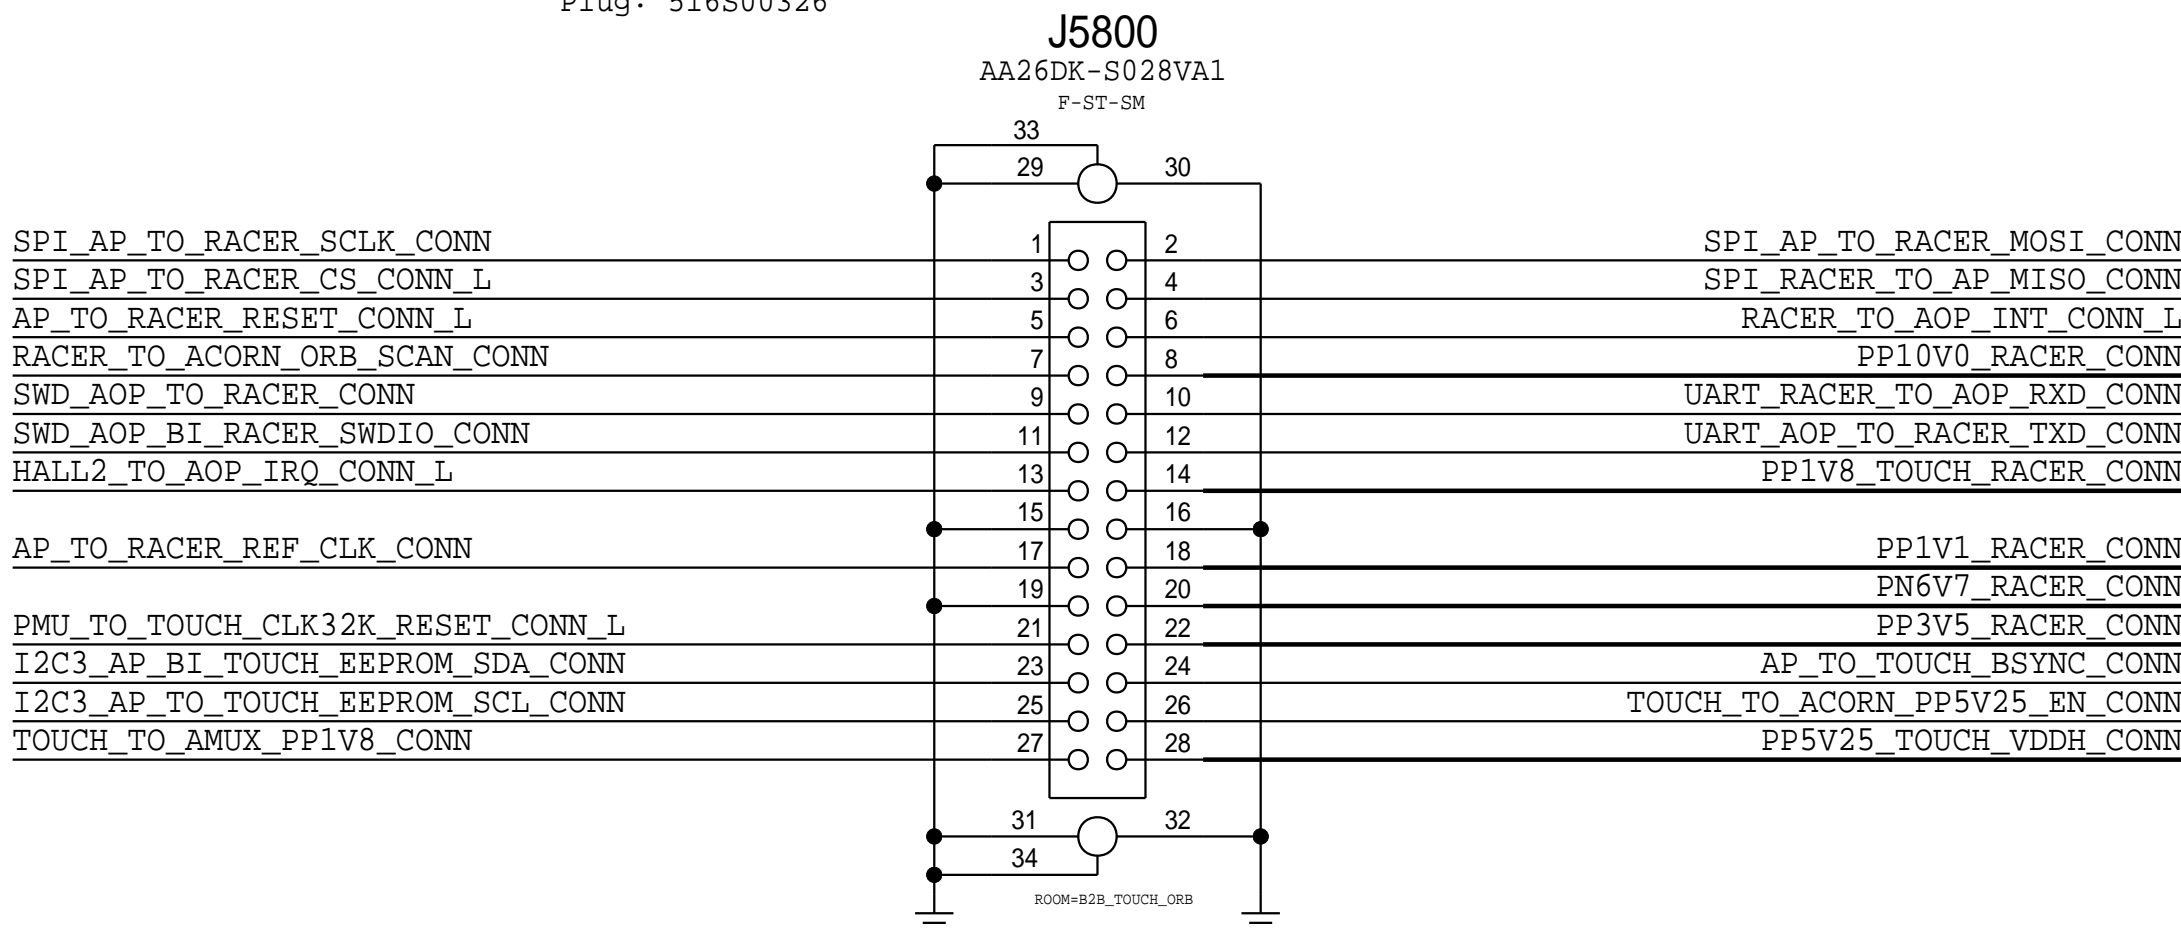 Plug: 516S00326
J5800
AA26DK-S028VA1
F-ST-SM
33
29 30
SPI_AP_TO_RACER_SCLK_CONN 1 2 SPI_AP_TO_RACER_MOSI_CONN
SPI_AP_TO_RACER_CS_CONN_L 3 4 SPI_RACER_TO_AP_MISO_CONN
AP_TO_RACER_RESET_CONN_L 5 6 RACER_TO_AOP_INT_CONN_L
RACER_TO_ACORN_ORB_SCAN_CONN 7 8 PP10V0_RACER_CONN
SWD_AOP_TO_RACER_CONN 9 10 UART_RACER_TO_AOP_RXD_CONN
SWD_AOP_BI_RACER_SWDIO_CONN 11 12 UART_AOP_TO_RACER_TXD_CONN
HALL2_TO_AOP_IRQ_CONN_L 13 14 PP1V8_TOUCH_RACER_CONN
15 16
AP_TO_RACER_REF_CLK_CONN 17 18 PP1V1_RACER_CONN
19 20 PN6V7_RACER_CONN
PMU_TO_TOUCH_CLK32K_RESET_CONN_L 21 22 PP3V5_RACER_CONN
I2C3_AP_BI_TOUCH_EEPROM_SDA_CONN 23 24 AP_TO_TOUCH_BSYNC_CONN
I2C3_AP_TO_TOUCH_EEPROM_SCL_CONN 25 26 TOUCH_TO_ACORN_PP5V25_EN_CONN
TOUCH_TO_AMUX_PP1V8_CONN 27 28 PP5V25_TOUCH_VDDH_CONN
31 32
34
ROOM=B2B_TOUCH_ORB